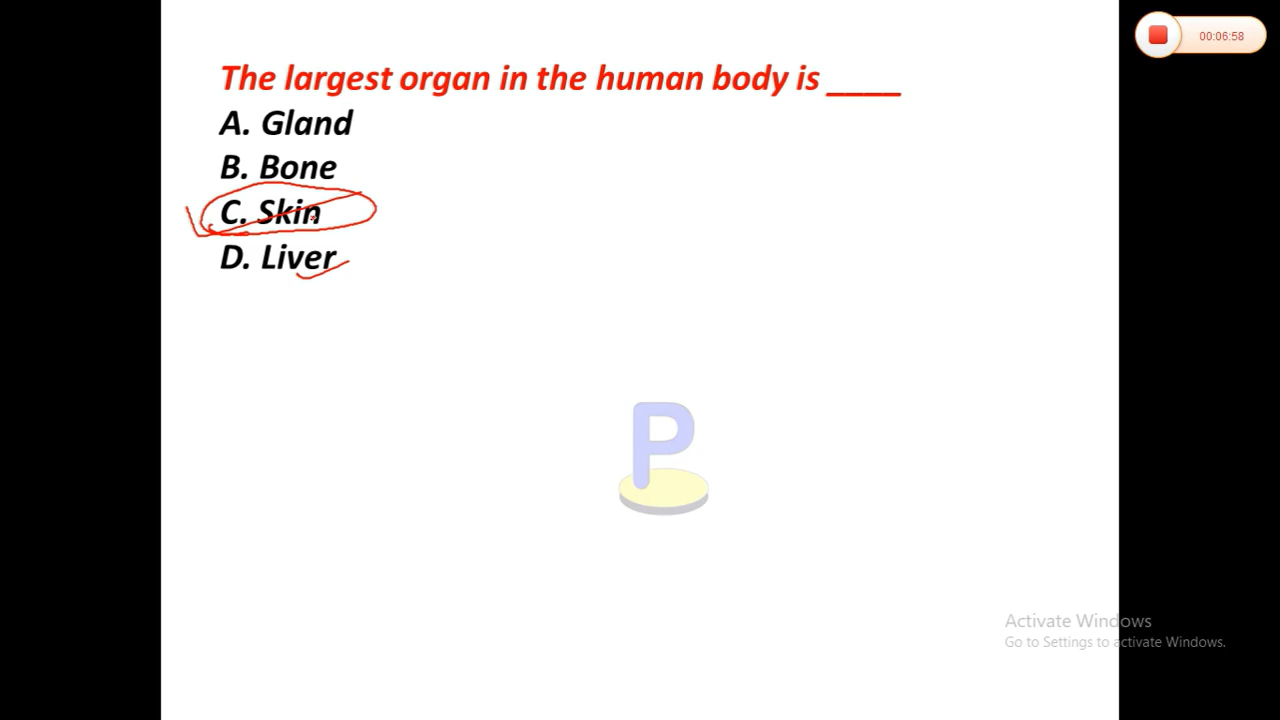 00:06:58
The largest organ in the human body is ____
A. Gland
B. Bone
C. Skin
D. Liver
P
Activate Windows
Go to Settings to activate Windows.